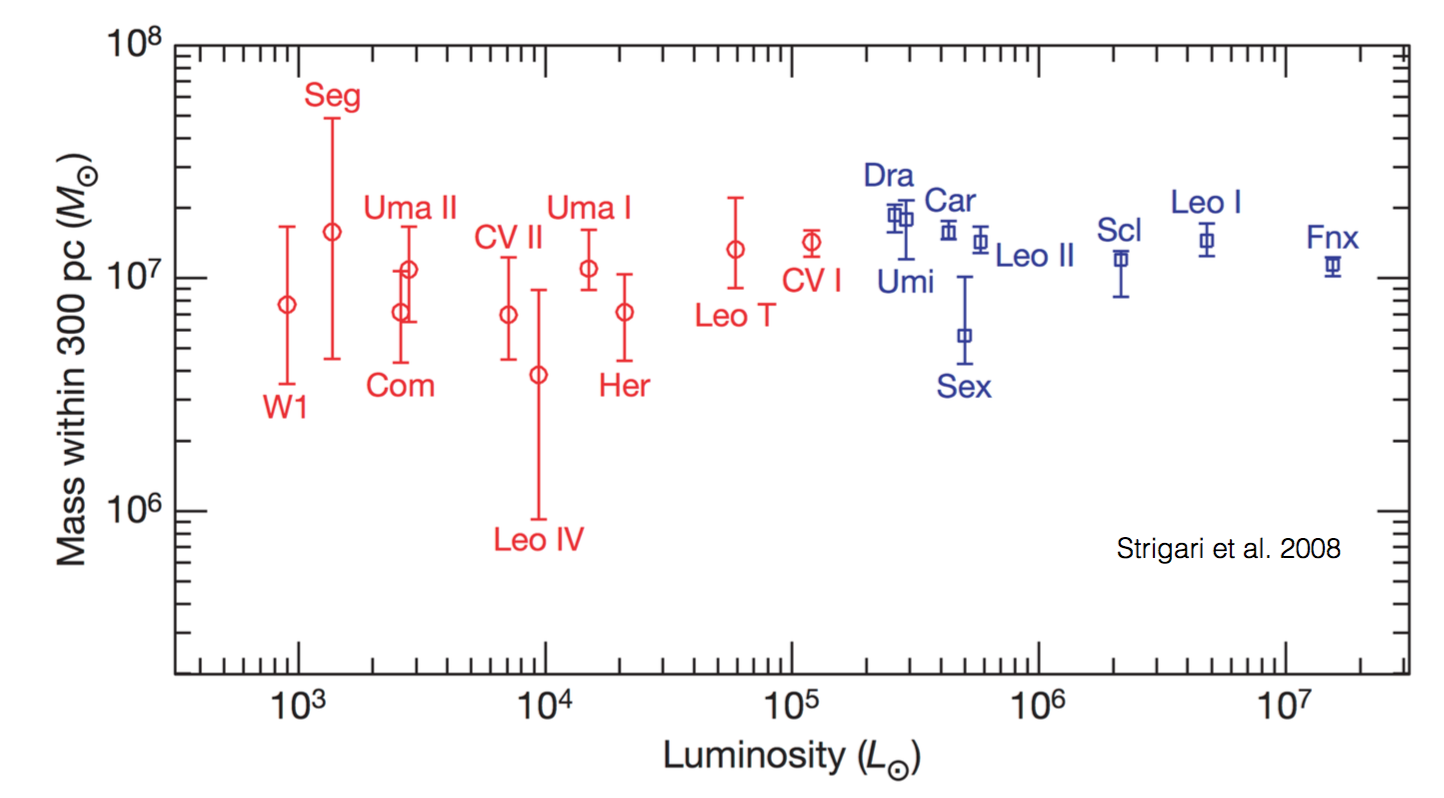 10⁸
Seg
Dra
Uma II
Uma I
Car
Leo I
CV II
Scl
Fnx
Leo II
10⁷
CV I
Umi
Leo T
Com
Her
Sex
W1
10⁶
Leo IV
Strigari et al. 2008
Mass within 300 pc (M☉)
10³
10⁴
10⁵
10⁶
10⁷
Luminosity (L☉)